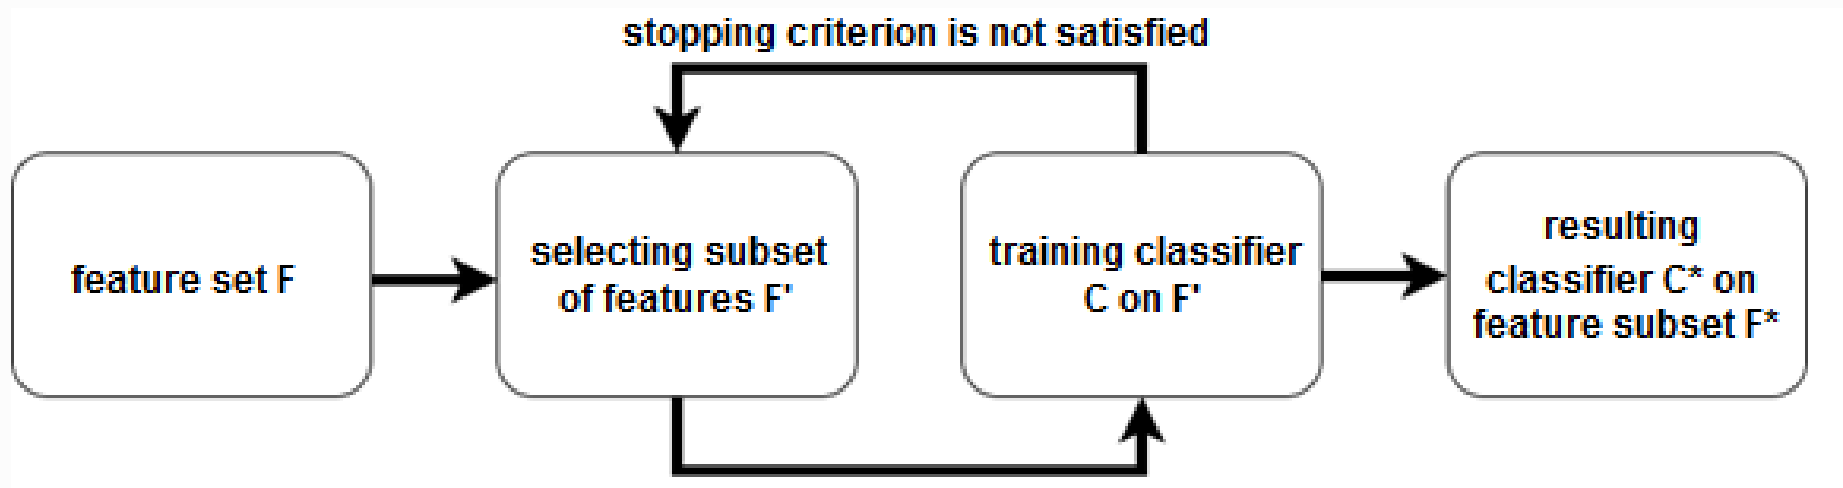 stopping criterion is not satisfied
feature set F
selecting subset
of features F'
training classifier
C on F'
resulting
classifier C* on
feature subset F*